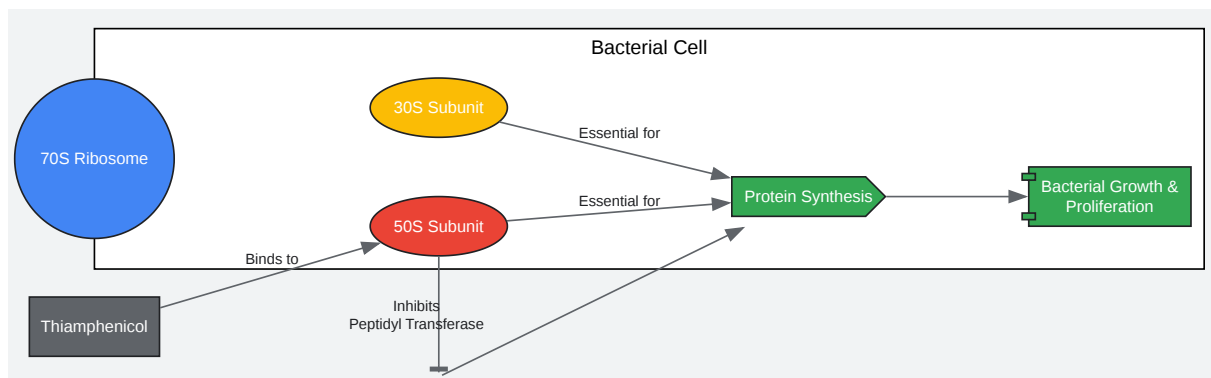 Bacterial Cell
30S Subunit
Essential for
70S Ribosome
Protein Synthesis
Bacterial Growth &
Proliferation
Essential for
50S Subunit
Binds to
Thiamphenicol
Inhibits
Peptidyl Transferase